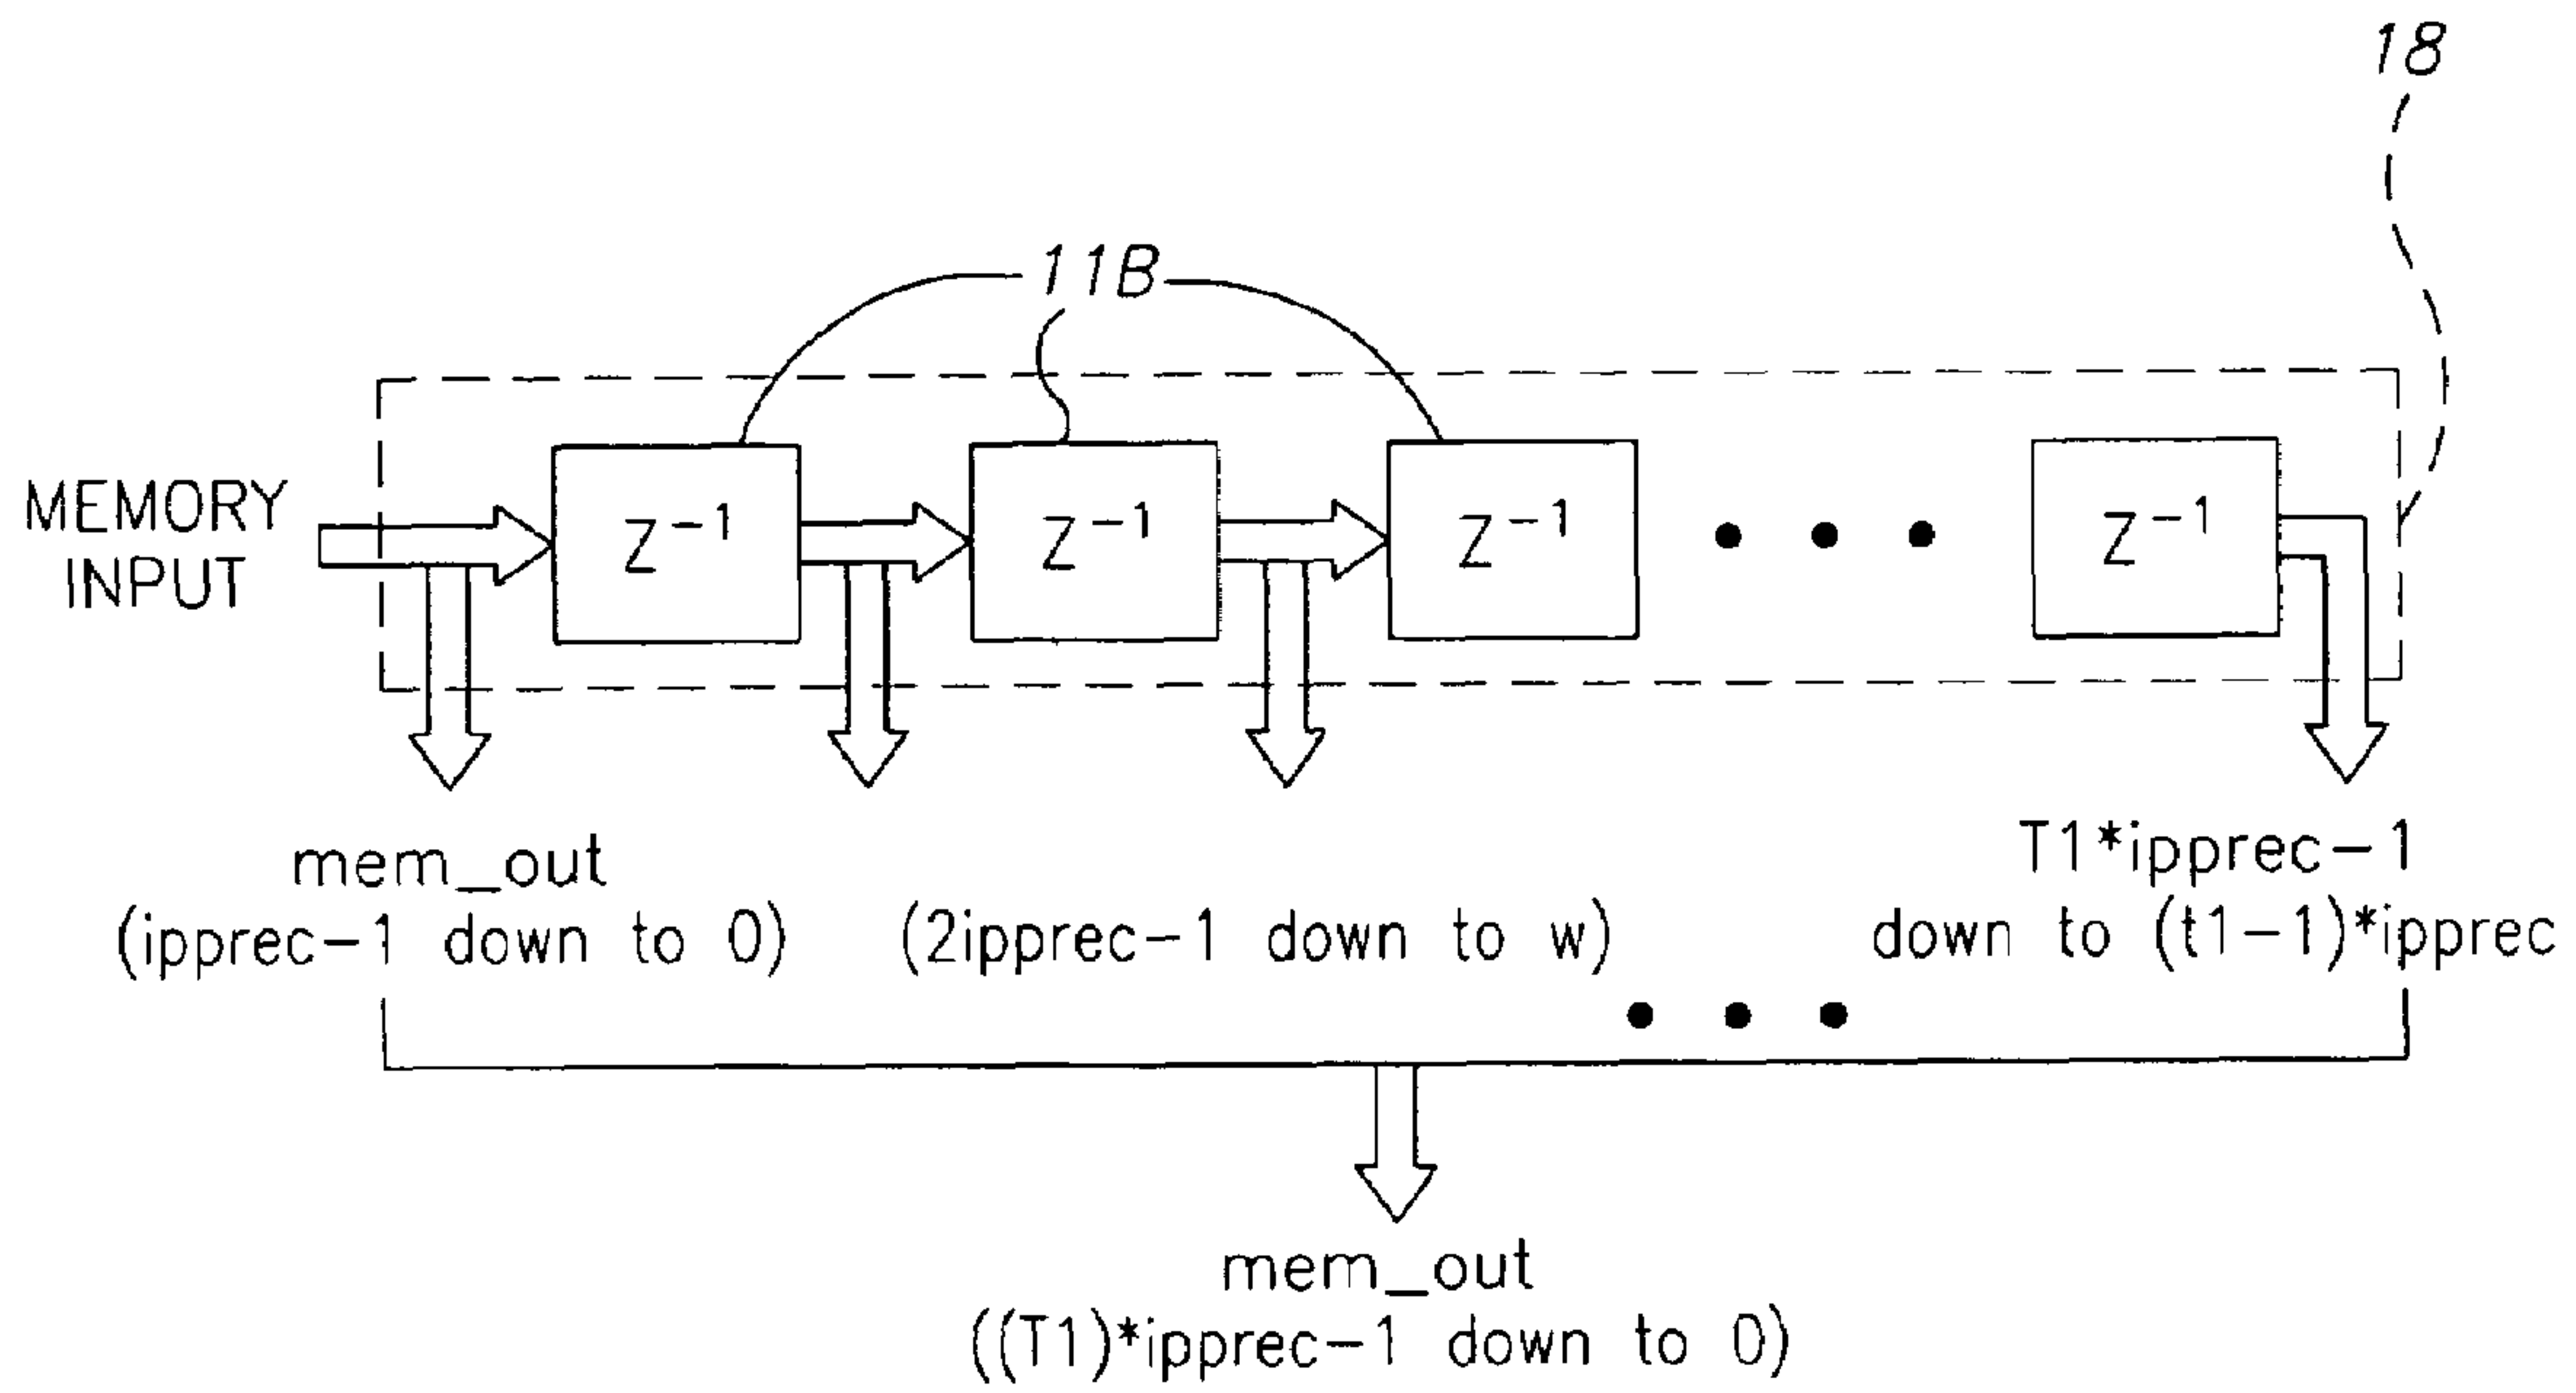 18
11B
MEMORY
INPUT
Z⁻¹ Z⁻¹ Z⁻¹ Z⁻¹
mem_out
(ipprec-1 down to 0)
(2ipprec-1 down to w)
T1*ipprec-1
down to (t1-1)*ipprec
mem_out
((T1)*ipprec-1 down to 0)